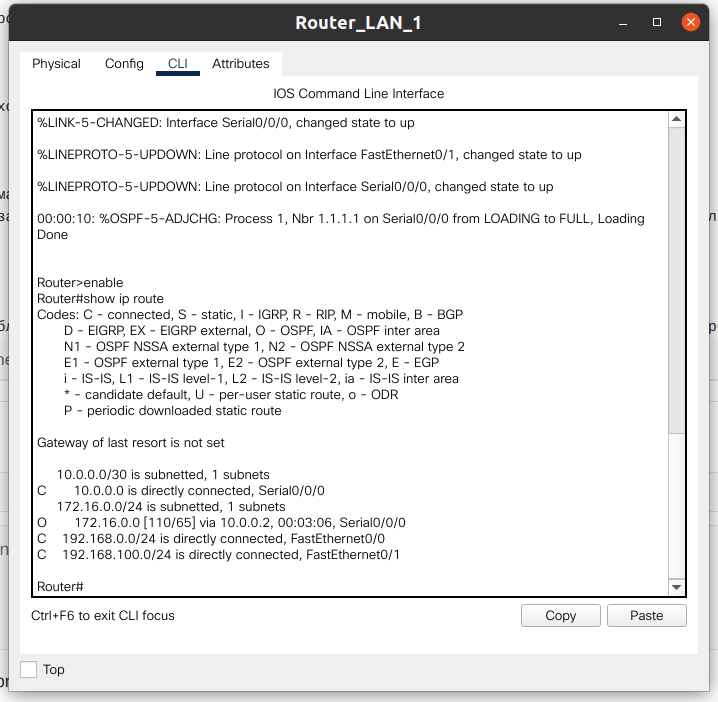 Router_LAN_1
Physical Config CLI Attributes
IOS Command Line Interface
%LINK-5-CHANGED: Interface Serial0/0/0, changed state to up
%LINEPROTO-5-UPDOWN: Line protocol on Interface FastEthernet0/1, changed state to up
%LINEPROTO-5-UPDOWN: Line protocol on Interface Serial0/0/0, changed state to up
00:00:10: %OSPF-5-ADJCHG: Process 1, Nbr 1.1.1.1 on Serial0/0/0 from LOADING to FULL, Loading
Done
Router>enable
Router#show ip route
Codes: C - connected, S - static, I - IGRP, R - RIP, M - mobile, B - BGP
D - EIGRP, EX - EIGRP external, O - OSPF, IA - OSPF inter area
N1 - OSPF NSSA external type 1, N2 - OSPF NSSA external type 2
E1 - OSPF external type 1, E2 - OSPF external type 2, E - EGP
i - IS-IS, L1 - IS-IS level-1, L2 - IS-IS level-2, ia - IS-IS inter area
* - candidate default, U - per-user static route, o - ODR
P - periodic downloaded static route
Gateway of last resort is not set
10.0.0.0/30 is subnetted, 1 subnets
C 10.0.0.0 is directly connected, Serial0/0/0
172.16.0.0/24 is subnetted, 1 subnets
O 172.16.0.0 [110/65] via 10.0.0.2, 00:03:06, Serial0/0/0
C 192.168.0.0/24 is directly connected, FastEthernet0/0
C 192.168.100.0/24 is directly connected, FastEthernet0/1
Router#
Ctrl+F6 to exit CLI focus
Copy Paste
Top